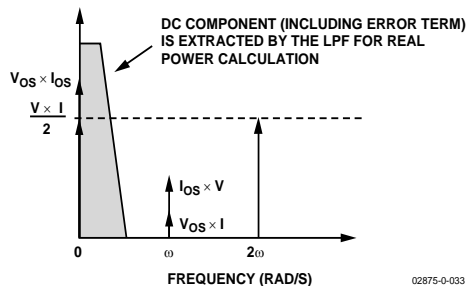 DC COMPONENT (INCLUDING ERROR TERM)
IS EXTRACTED BY THE LPF FOR REAL
POWER CALCULATION
VOS × IOS
V × I
2
IOS × V
VOS × I
0
ω
2ω
FREQUENCY (RAD/S)
02875-0-033